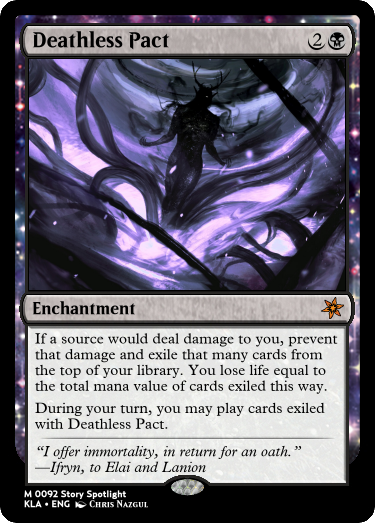 Deathless Pact 2
Enchantment
If a source would deal damage to you, prevent
that damage and exile that many cards from
the top of your library. You lose life equal to
the total mana value of cards exiled this way.
During your turn, you may play cards exiled
with Deathless Pact.
“I offer immortality, in return for an oath.”
—Ifryn, to Elai and Lanion
M 0092 Story Spotlight
KLA • ENG Chris Nazgul
M